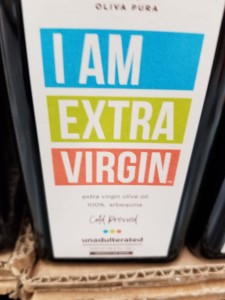 OLIVA PURA
I AM
EXTRA
VIRGIN
extra virgin olive oil
100% arbequina
Cold Pressed
unadulterated